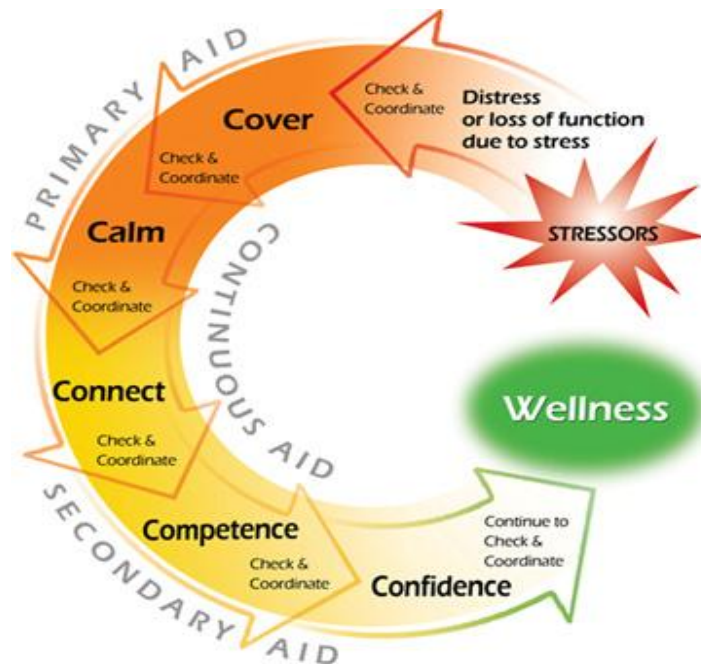 STRESSORS
Distress
or loss of function
due to stress
Check &
Coordinate
Cover
PRIMARY AID
Check &
Coordinate
Calm
CONTINUOUS AID
Check &
Coordinate
Connect
Check &
Coordinate
SECONDARY AID
Competence
Check &
Coordinate
Confidence
Continue to
Check &
Coordinate
Wellness